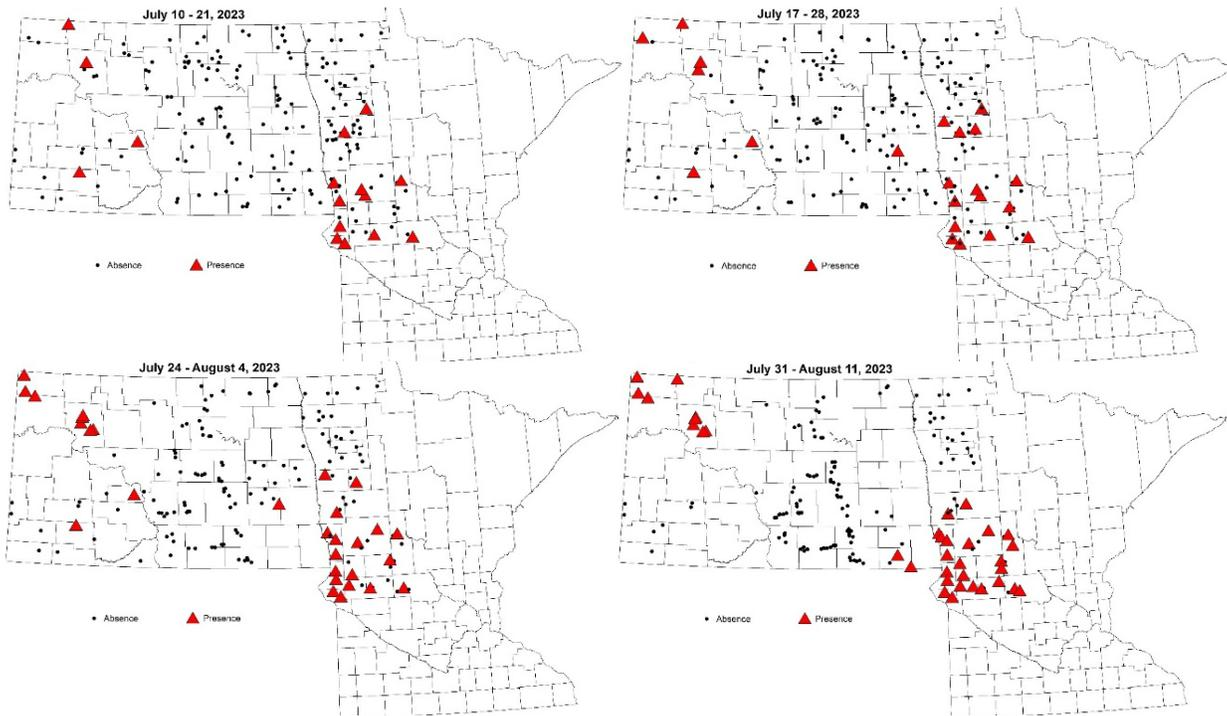 July 10 - 21, 2023
July 17 - 28, 2023
Absence Presence
Absence Presence
July 24 - August 4, 2023
July 31 - August 11, 2023
Absence Presence
Absence Presence